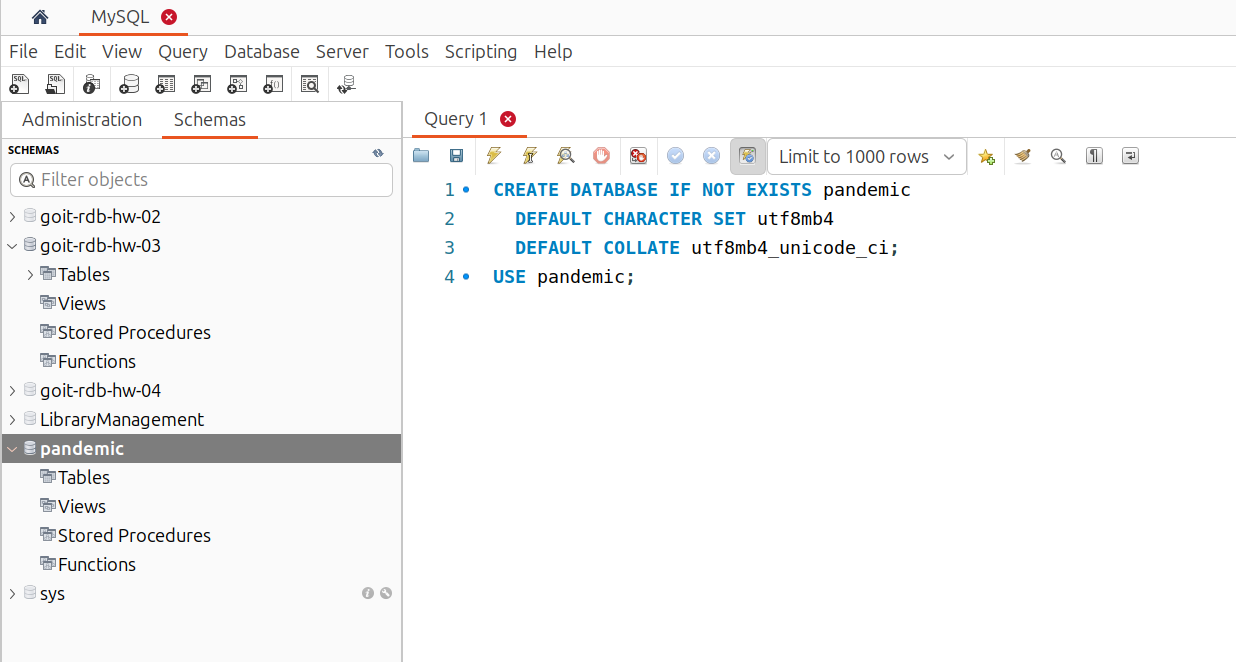 MySQL
File Edit View Query Database Server Tools Scripting Help
Administration Schemas
SCHEMAS
Filter objects
goit-rdb-hw-02
goit-rdb-hw-03
Tables
Views
Stored Procedures
Functions
goit-rdb-hw-04
LibraryManagement
pandemic
Tables
Views
Stored Procedures
Functions
sys
Query 1
Limit to 1000 rows
1 CREATE DATABASE IF NOT EXISTS pandemic
2 DEFAULT CHARACTER SET utf8mb4
3 DEFAULT COLLATE utf8mb4_unicode_ci;
4 USE pandemic;